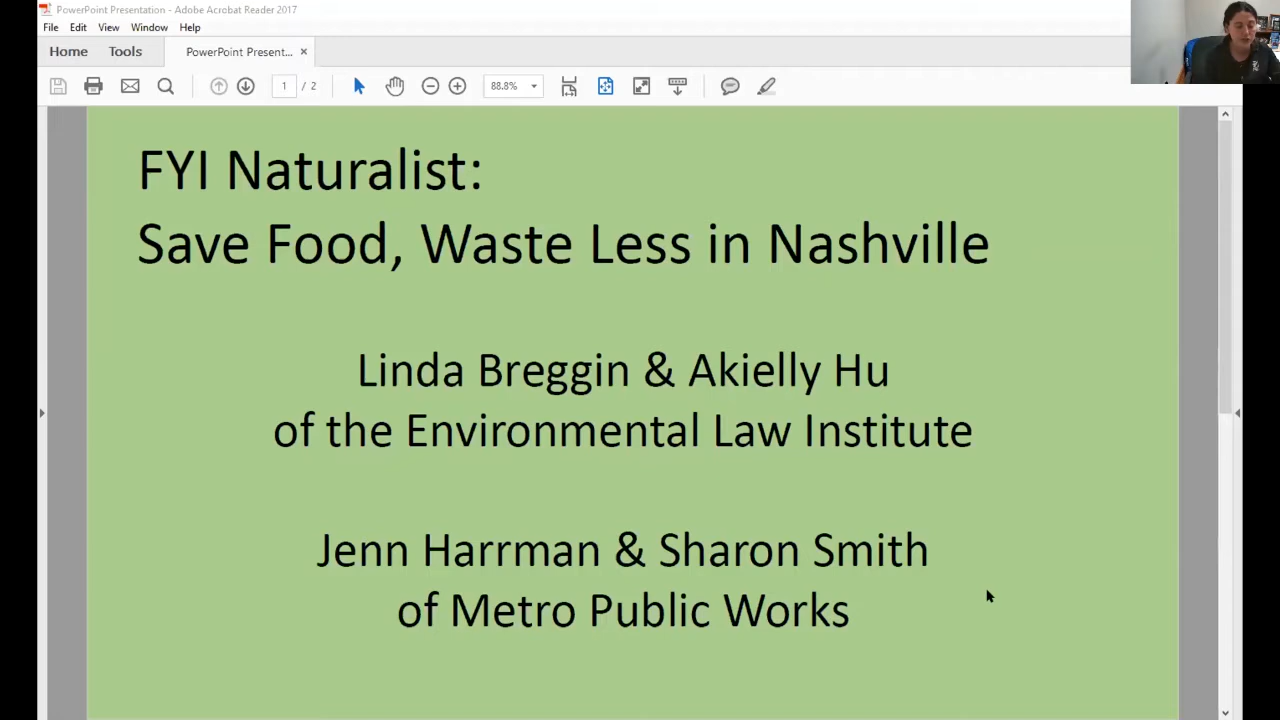 PowerPoint Presentation - Adobe Acrobat Reader 2017
File Edit View Window Help
Home Tools PowerPoint Present... ×
1 / 2 88.8%
FYI Naturalist:
Save Food, Waste Less in Nashville
Linda Breggin & Akielly Hu
of the Environmental Law Institute
Jenn Harrman & Sharon Smith
of Metro Public Works